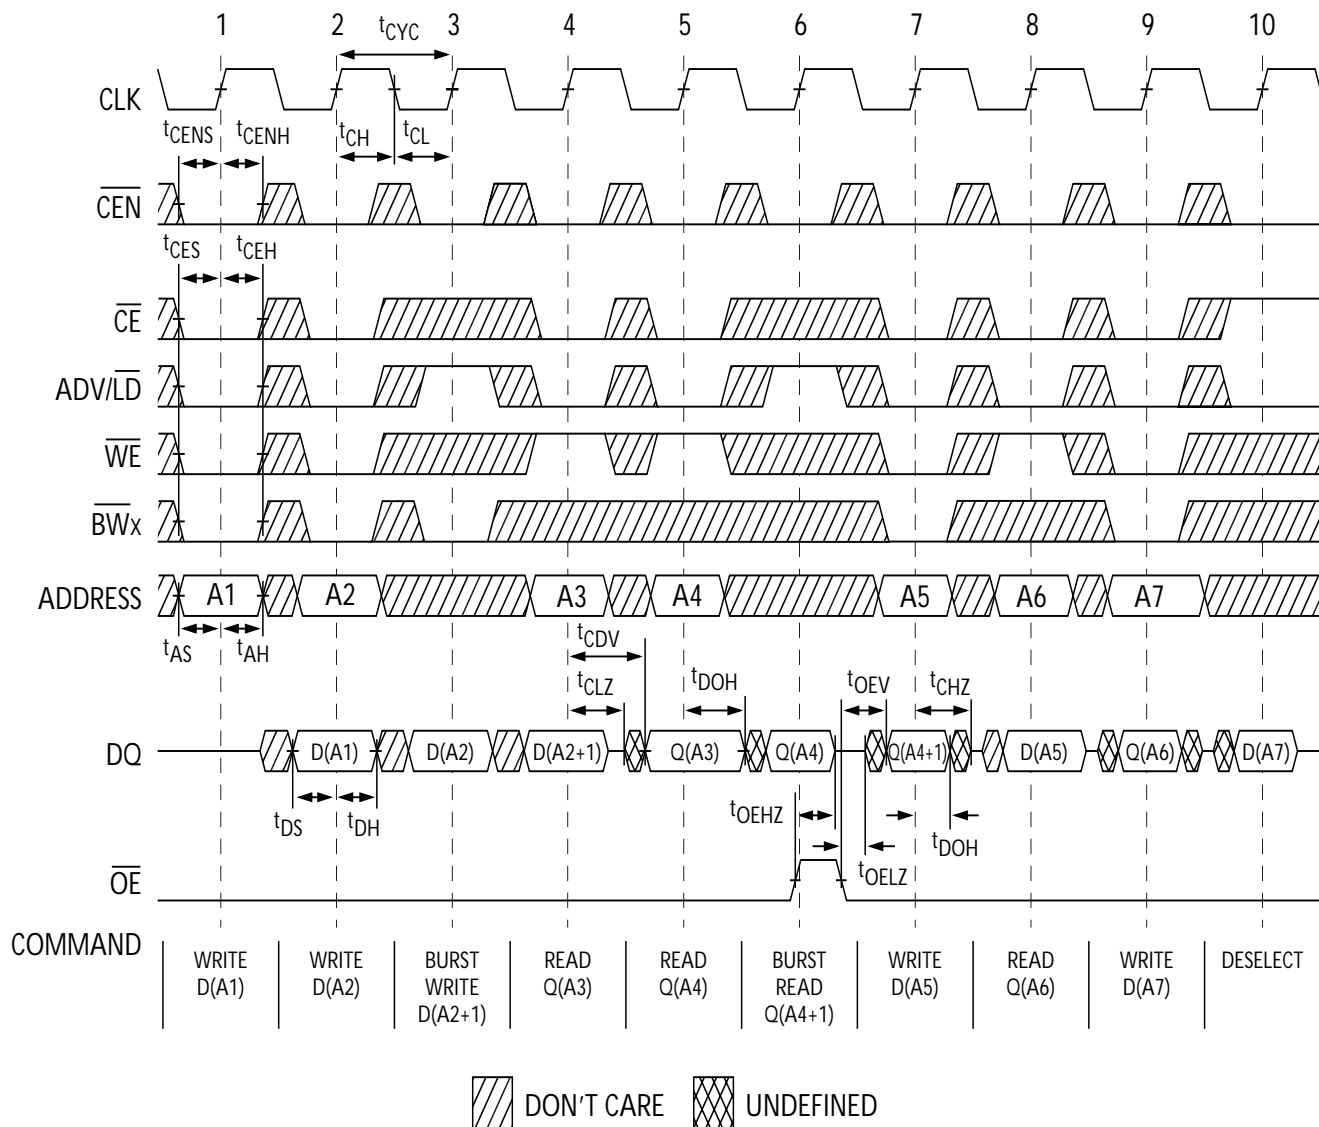 1 2 3 4 5 6 7 8 9 10
tCYC
CLK
tCENS tCENH tCH tCL
CEN
tCES tCEH
CE
ADV/LD
WE
BWx
ADDRESS A1 A2 A3 A4 A5 A6 A7
tAS tAH tCDV
tCLZ tDOH tOEV tCHZ
DQ D(A1) D(A2) D(A2+1) Q(A3) Q(A4) Q(A4+1) D(A5) Q(A6) D(A7)
tDS tDH tOEHZ tDOH
tOELZ
OE
COMMAND
WRITE WRITE BURST READ READ BURST WRITE READ WRITE DESELECT
D(A1) D(A2) WRITE Q(A3) Q(A4) READ D(A5) Q(A6) D(A7)
D(A2+1) Q(A4+1)
DON'T CARE UNDEFINED